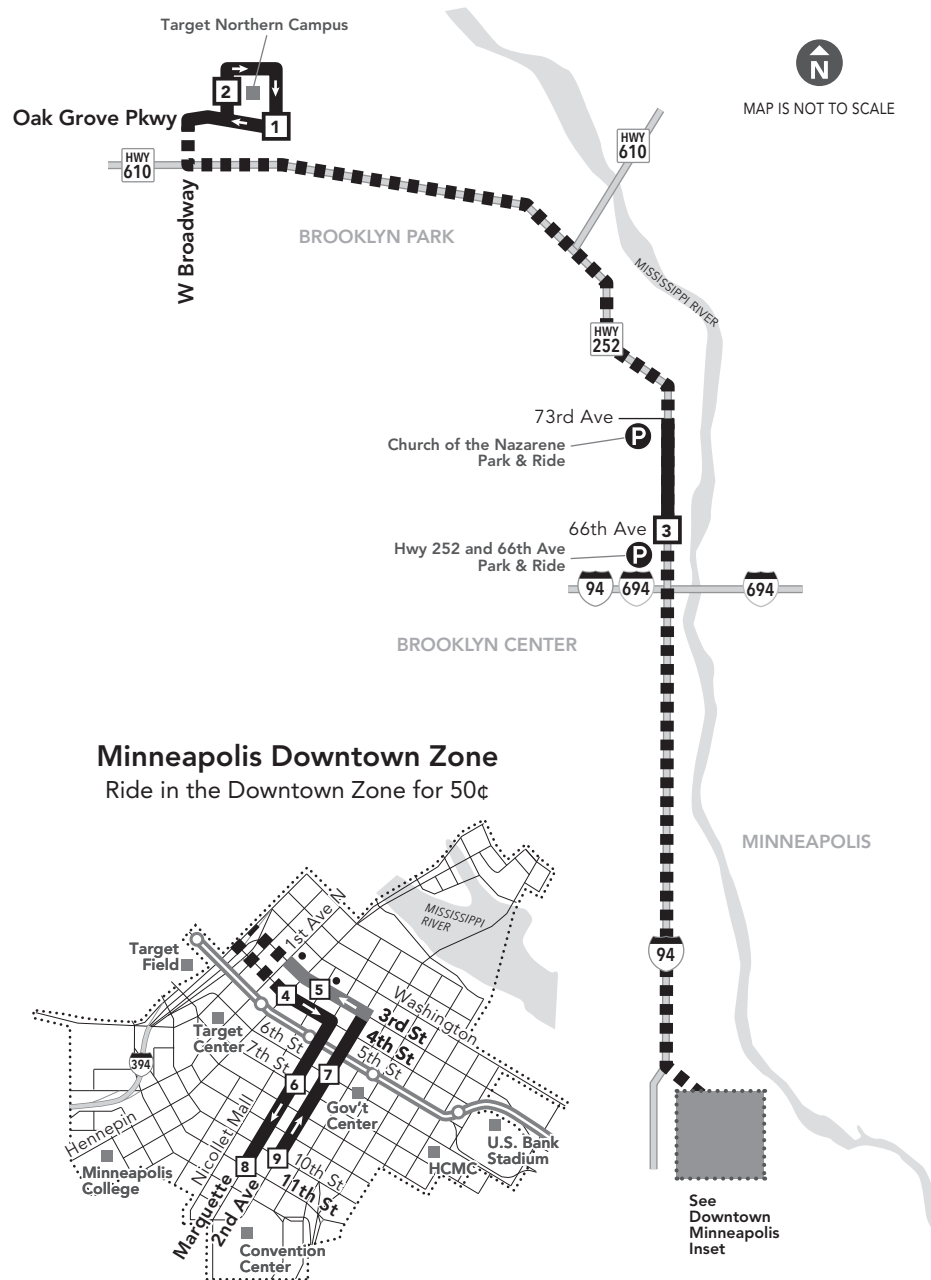 Target Northern Campus
N
MAP IS NOT TO SCALE
2
1
Oak Grove Pkwy
HWY
610
HWY
610
W Broadway
BROOKLYN PARK
MISSISSIPPI RIVER
HWY
252
73rd Ave
P
Church of the Nazarene
Park & Ride
66th Ave
3
Hwy 252 and 66th Ave
Park & Ride
P
94
694
694
BROOKLYN CENTER
Minneapolis Downtown Zone
Ride in the Downtown Zone for 50¢
MINNEAPOLIS
94
See
Downtown
Minneapolis
Inset
1st Ave N
MISSISSIPPI
RIVER
Target
Field
4
5
Washington
3rd St
4th St
5th St
6th St
7th St
Target
Center
394
6
7
Gov't
Center
Nicollet Mall
Hennepin
U.S. Bank
Stadium
HCMC
8
9
10th St
11th St
Minneapolis
College
Marquette
2nd Ave
Convention
Center